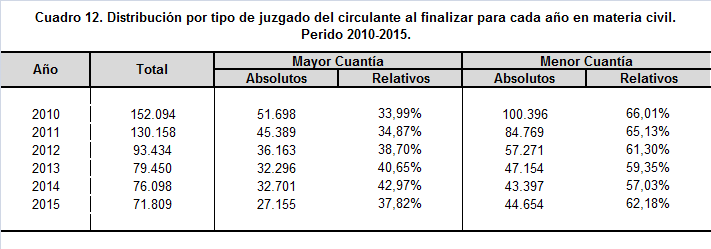 Cuadro 12. Distribución por tipo de juzgado del circulante al finalizar para cada año en materia civil.
Perido 2010-2015.
Año Total Mayor Cuantía Menor Cuantía
Absolutos Relativos Absolutos Relativos
2010 152.094 51.698 33,99% 100.396 66,01%
2011 130.158 45.389 34,87% 84.769 65,13%
2012 93.434 36.163 38,70% 57.271 61,30%
2013 79.450 32.296 40,65% 47.154 59,35%
2014 76.098 32.701 42,97% 43.397 57,03%
2015 71.809 27.155 37,82% 44.654 62,18%